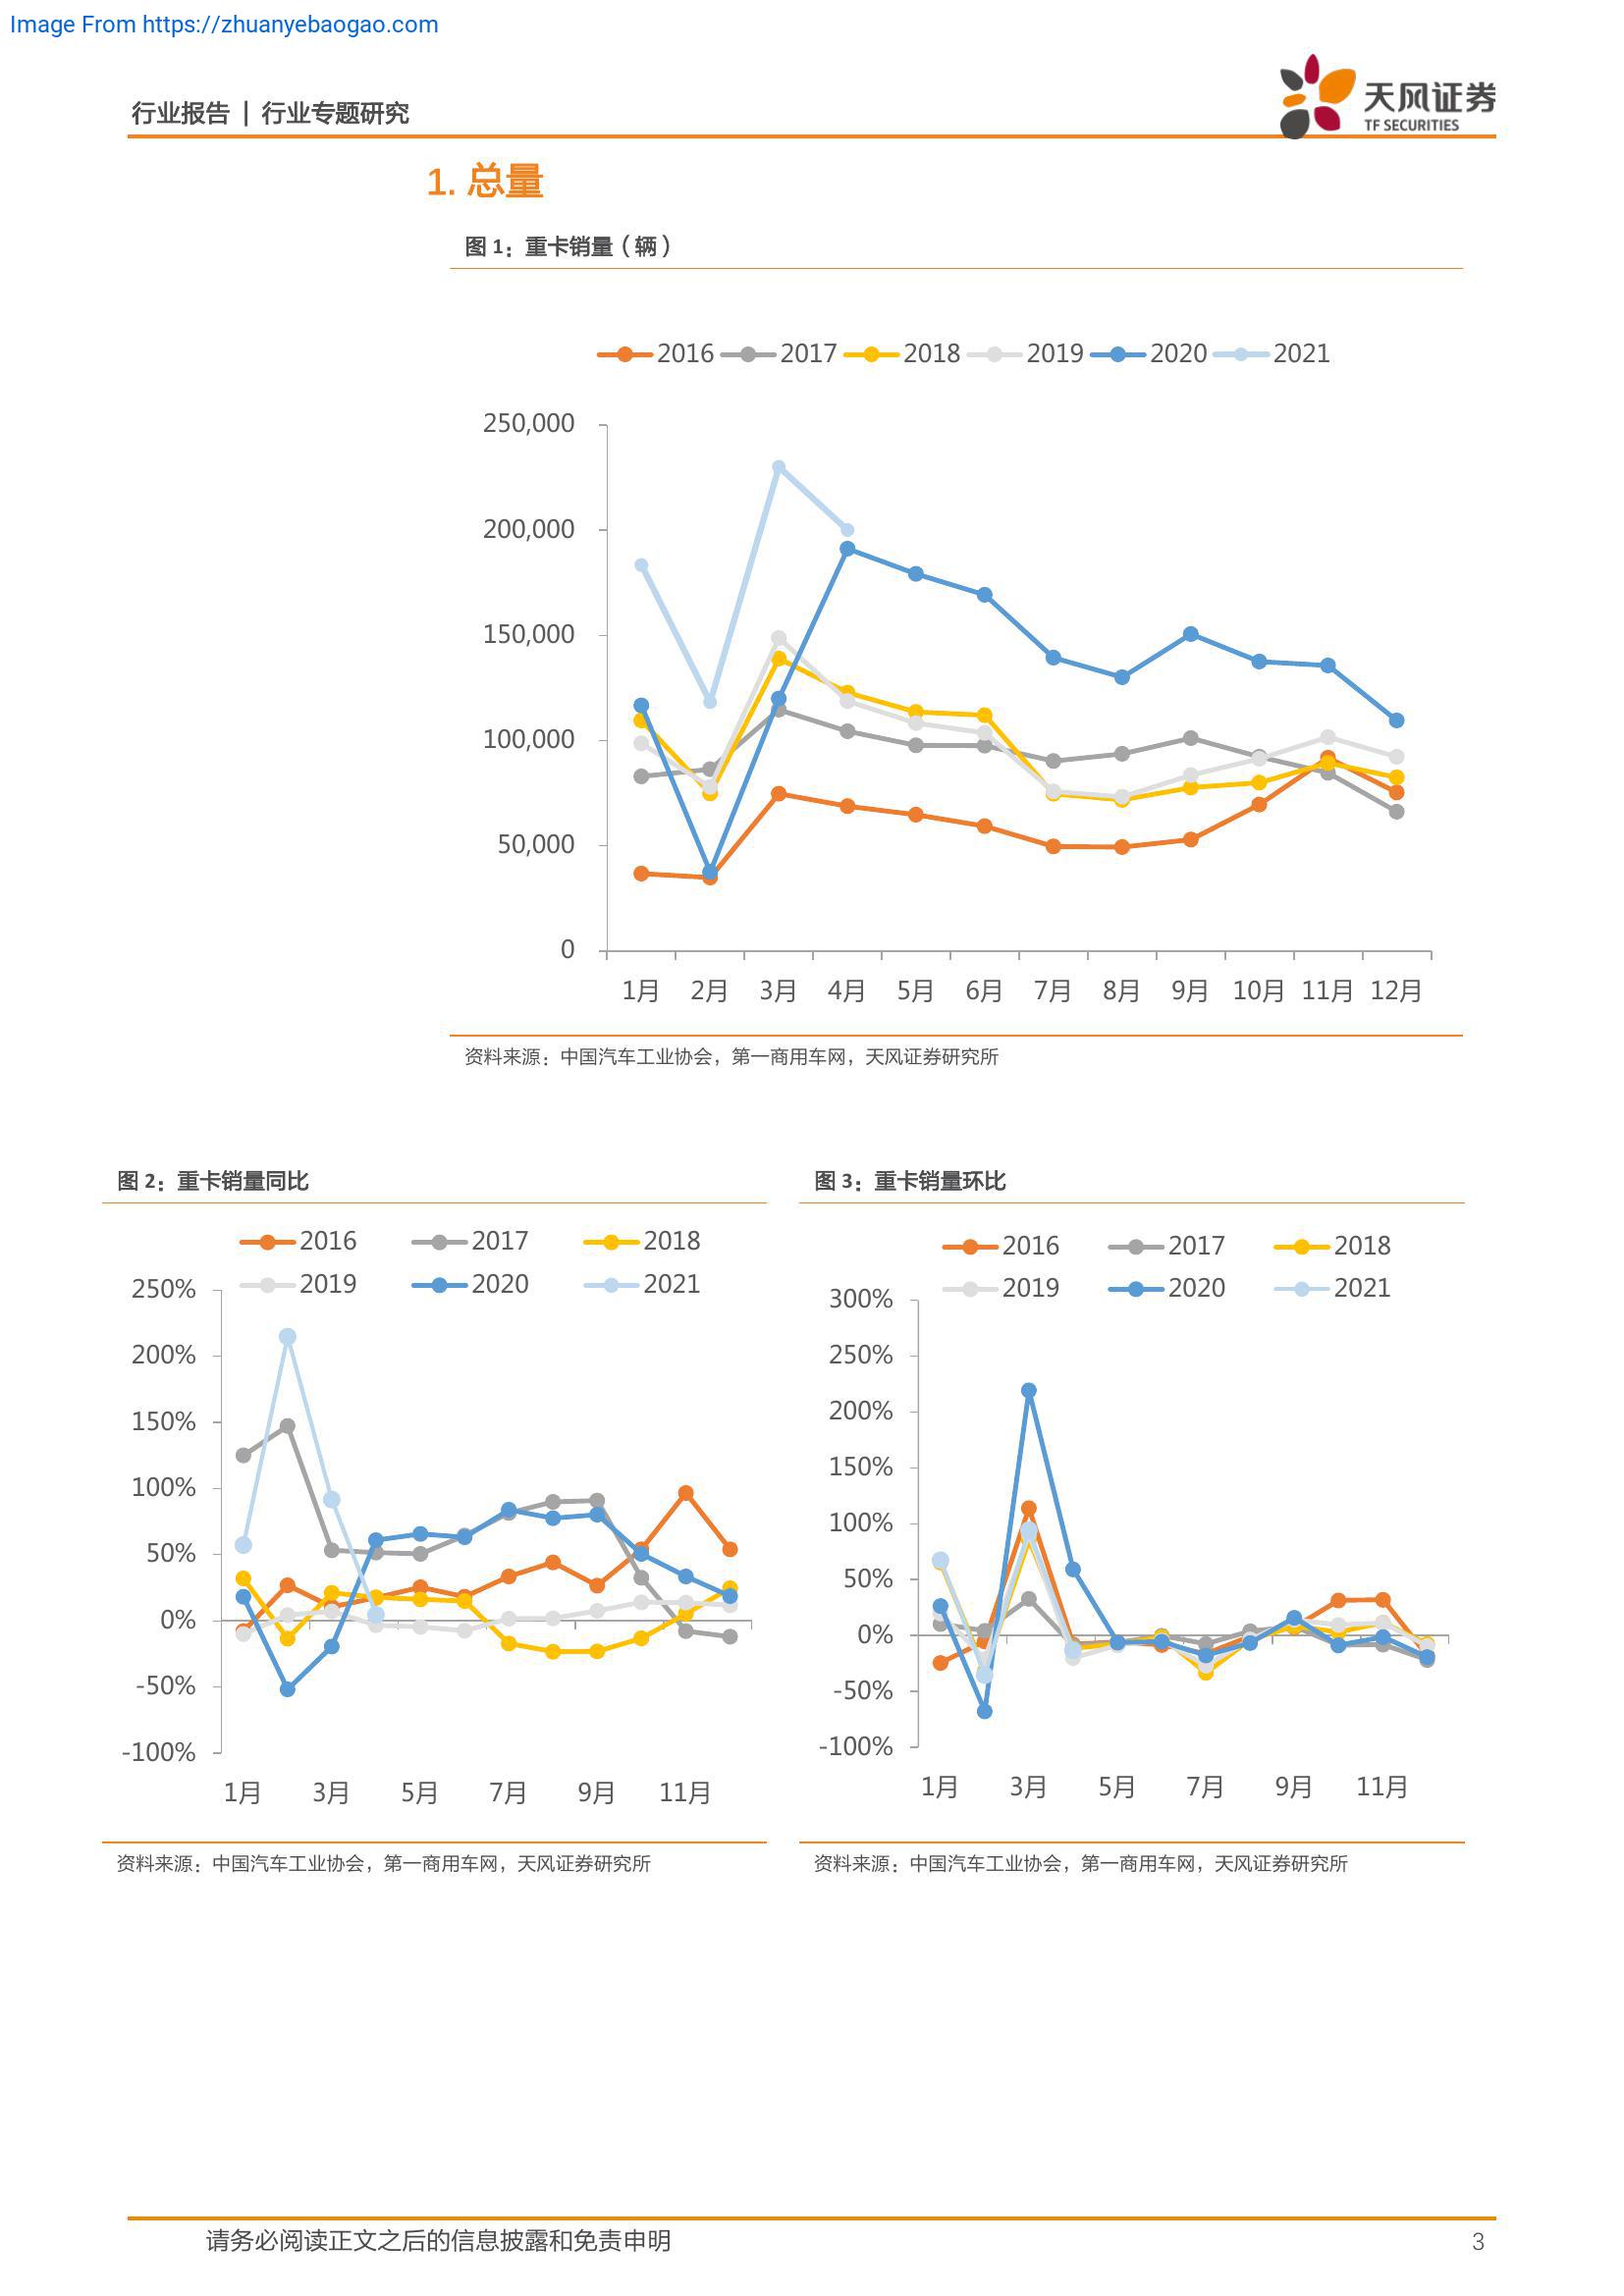 Image From https://zhuanyebaogao.com
行业报告 | 行业专题研究
天风证券
TF SECURITIES
1. 总量
图 1：重卡销量（辆）
2016 2017 2018 2019 2020 2021
250,000
200,000
150,000
100,000
50,000
0
1月 2月 3月 4月 5月 6月 7月 8月 9月 10月 11月 12月
资料来源：中国汽车工业协会，第一商用车网，天风证券研究所
图 2：重卡销量同比
2016 2017 2018
2019 2020 2021
250%
200%
150%
100%
50%
0%
-50%
-100%
1月 3月 5月 7月 9月 11月
资料来源：中国汽车工业协会，第一商用车网，天风证券研究所
图 3：重卡销量环比
2016 2017 2018
2019 2020 2021
300%
250%
200%
150%
100%
50%
0%
-50%
-100%
1月 3月 5月 7月 9月 11月
资料来源：中国汽车工业协会，第一商用车网，天风证券研究所
请务必阅读正文之后的信息披露和免责申明 3